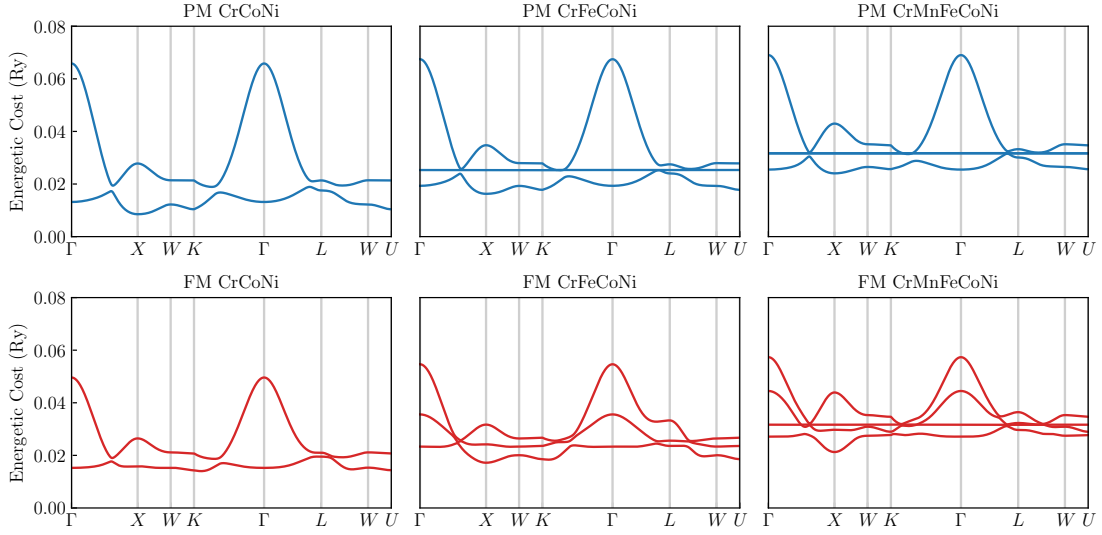 PM CrCoNi
PM CrFeCoNi
PM CrMnFeCoNi
Energetic Cost (Ry)
0.08
0.06
0.04
0.02
0.00
Γ X W K Γ L W U
Γ X W K Γ L W U
Γ X W K Γ L W U
FM CrCoNi
FM CrFeCoNi
FM CrMnFeCoNi
Energetic Cost (Ry)
0.08
0.06
0.04
0.02
0.00
Γ X W K Γ L W U
Γ X W K Γ L W U
Γ X W K Γ L W U